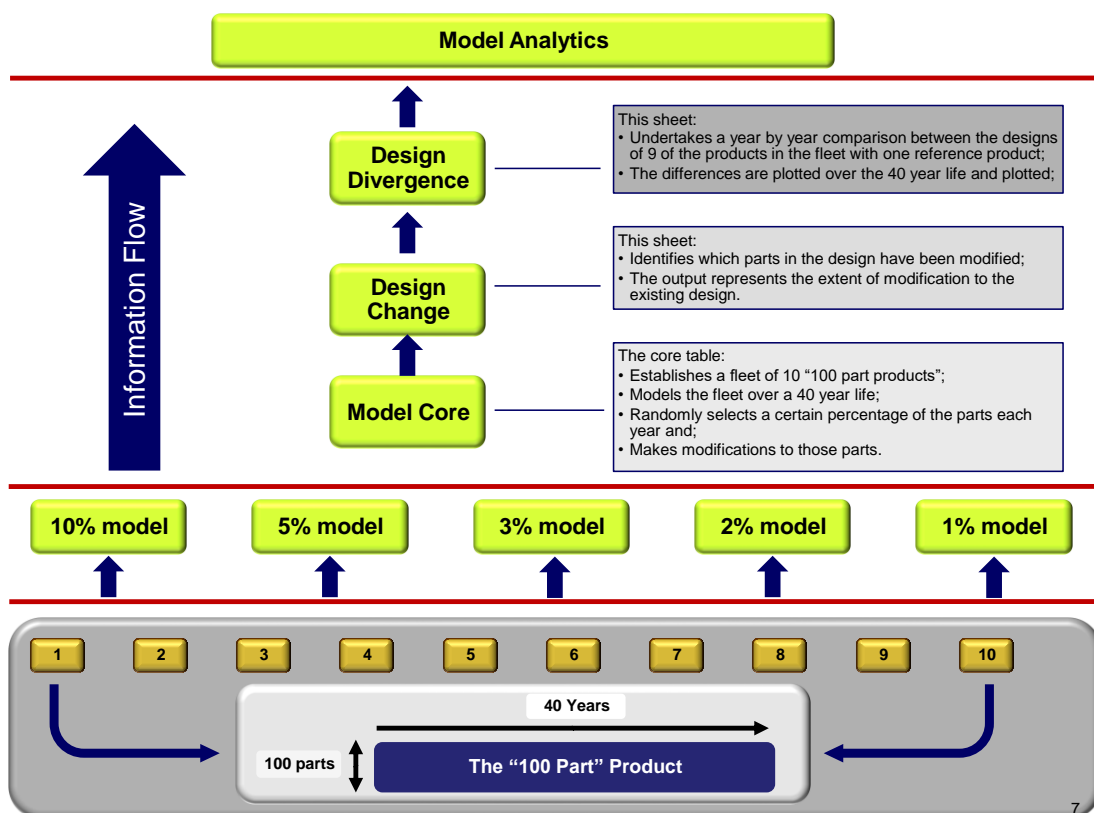 Model Analytics
Information Flow
Design
Divergence
This sheet:
• Undertakes a year by year comparison between the designs
of 9 of the products in the fleet with one reference product;
• The differences are plotted over the 40 year life and plotted;
Design
Change
This sheet:
• Identifies which parts in the design have been modified;
• The output represents the extent of modification to the
existing design.
Model Core
The core table:
• Establishes a fleet of 10 “100 part products”;
• Models the fleet over a 40 year life;
• Randomly selects a certain percentage of the parts each
year and;
• Makes modifications to those parts.
10% model
5% model
3% model
2% model
1% model
1
2
3
4
5
6
7
8
9
10
40 Years
100 parts
The “100 Part” Product
7